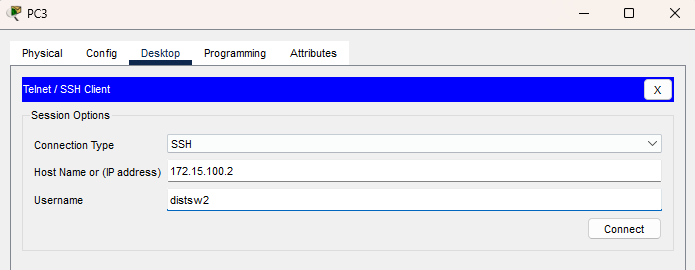 PC3
Physical Config Desktop Programming Attributes
Telnet / SSH Client X
Session Options
Connection Type SSH
Host Name or (IP address) 172.15.100.2
Username distsw2
Connect